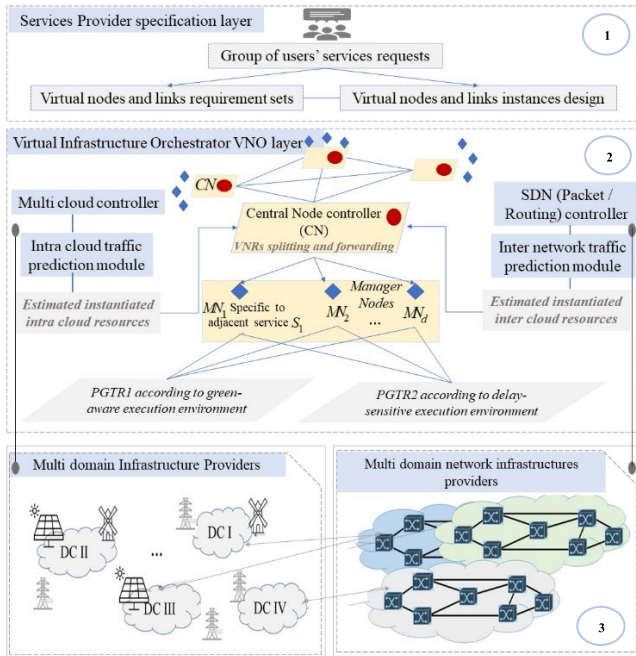 Services Provider specification layer
1
Group of users' services requests
Virtual nodes and links requirement sets
Virtual nodes and links instances design
Virtual Infrastructure Orchestrator VNO layer
2
CN
Multi cloud controller
SDN (Packet /
Routing) controller
Central Node controller
(CN)
VNRs splitting and forwarding
Intra cloud traffic
prediction module
Inter network traffic
prediction module
Estimated instantiated
intra cloud resources
Estimated instantiated
inter cloud resources
MN1 Specific to
adjacent service S1
Manager
Nodes
MN2
...
MNd
PGTR1 according to green-
aware execution environment
PGTR2 according to delay-
sensitive execution environment
Multi domain Infrastructure Providers
Multi domain network infrastructures
providers
DC I
DC II
...
DC III
DC IV
3